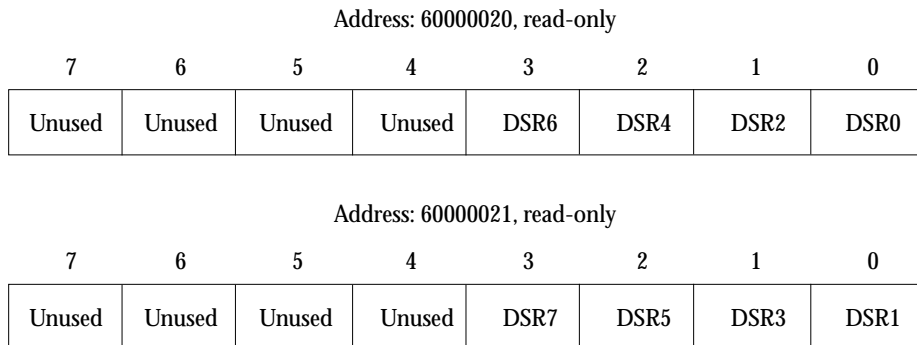 Address: 60000020, read-only
7 6 5 4 3 2 1 0
Unused Unused Unused Unused DSR6 DSR4 DSR2 DSR0
Address: 60000021, read-only
7 6 5 4 3 2 1 0
Unused Unused Unused Unused DSR7 DSR5 DSR3 DSR1